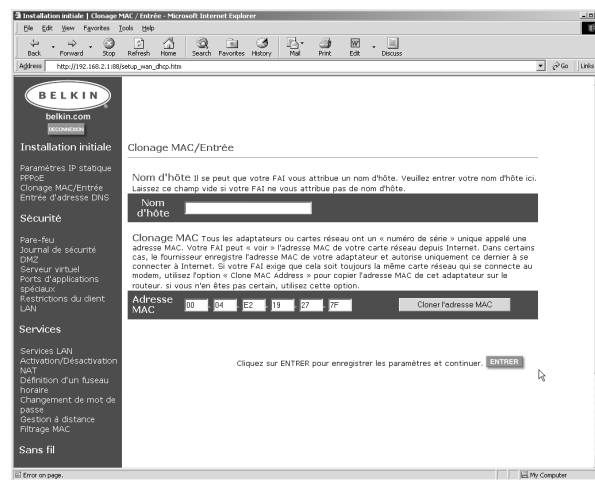 Installation initiale | Clonage MAC / Entrée - Microsoft Internet Explorer
File Edit View Favorites Tools Help
Back Forward Stop Refresh Home Search Favorites History Mail Print Edit Discuss
Address http://192.168.2.1:88/setup_wan_dhcp.htm Go Links
BELKIN
belkin.com
DECONNEXION
Installation initiale
Paramètres IP statique
PPPoE
Clonage MAC/Entrée
Entrée d'adresse DNS
Sécurité
Pare-feu
Journal de sécurité
DMZ
Serveur virtuel
Ports d'applications
spéciaux
Restrictions du client
LAN
Services
Services LAN
Activation/Désactivation
NAT
Définition d'un fuseau
horaire
Changement de mot de
passe
Gestion à distance
Filtrage MAC
Sans fil
Clonage MAC/Entrée
Nom d'hôte Il se peut que votre FAI vous attribue un nom d'hôte. Veuillez entrer votre nom d'hôte ici.
Laissez ce champ vide si votre FAI ne vous attribue pas de nom d'hôte.
Nom
d'hôte
Clonage MAC Tous les adaptateurs ou cartes réseau ont un « numéro de série » unique appelé une
adresse MAC. Votre FAI peut « voir » l'adresse MAC de votre carte réseau depuis Internet. Dans certains
cas, le fournisseur enregistre l'adresse MAC de votre adaptateur et autorise uniquement ce dernier à se
connecter à Internet. Si votre FAI exige que cela soit toujours la même carte réseau qui se connecte au
modem, utilisez l'option « Clone MAC Address » pour copier l'adresse MAC de cet adaptateur sur le
routeur. si vous n'en êtes pas certain, utilisez cette option.
Adresse
MAC
00 . 04 . E2 . 19 . 27 . 7F Cloner l'adresse MAC
Cliquez sur ENTRER pour enregistrer les paramètres et continuer. ENTRER
Error on page. My Computer